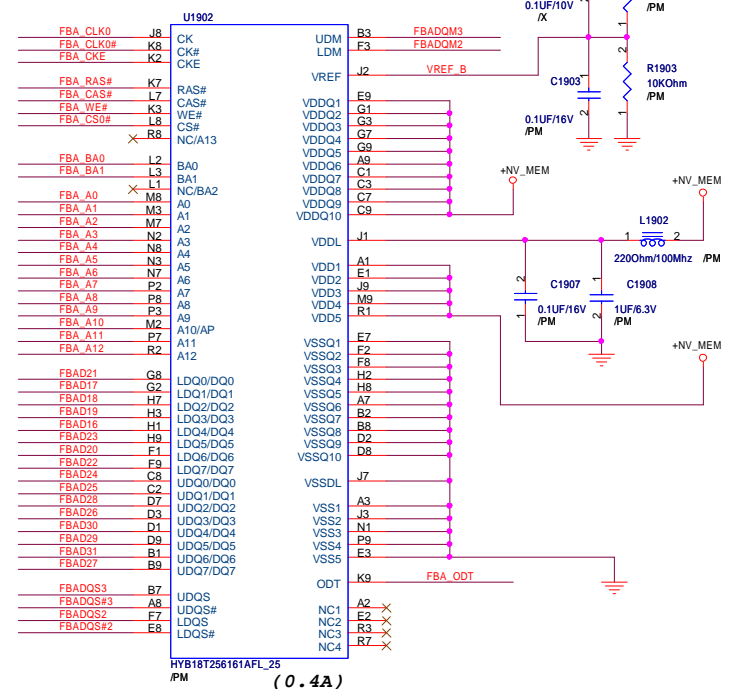 U1902
FBA_CLK0 J8 CK
FBA_CLK0# K8 CK#
FBA_CKE K2 CKE
FBA_RAS# K7 RAS#
FBA_CAS# L7 CAS#
FBA_WE# K3 WE#
FBA_CS0# L8 CS#
R8 NC/A13
FBA_BA0 L2 BA0
FBA_BA1 L3 BA1
L1 NC/BA2
FBA_A0 M8 A0
FBA_A1 M3 A1
FBA_A2 M7 A2
FBA_A3 N2 A3
FBA_A4 N8 A4
FBA_A5 N3 A5
FBA_A6 N7 A6
FBA_A7 P2 A7
FBA_A8 P8 A8
FBA_A9 P3 A9
FBA_A10 M2 A10/AP
FBA_A11 P7 A11
FBA_A12 R2 A12
FBAD21 G8 LDQ0/DQ0
FBAD17 G2 LDQ1/DQ1
FBAD18 H7 LDQ2/DQ2
FBAD19 H3 LDQ3/DQ3
FBAD16 H1 LDQ4/DQ4
FBAD23 H9 LDQ5/DQ5
FBAD20 F1 LDQ6/DQ6
FBAD22 F9 LDQ7/DQ7
FBAD24 C8 UDQ0/DQ0
FBAD25 C2 UDQ1/DQ1
FBAD28 D7 UDQ2/DQ2
FBAD26 D3 UDQ3/DQ3
FBAD30 D1 UDQ4/DQ4
FBAD29 D9 UDQ5/DQ5
FBAD31 B1 UDQ6/DQ6
FBAD27 B9 UDQ7/DQ7
FBADQS3 B7 UDQS
FBADQS#3 A8 UDQS#
FBADQS2 F7 LDQS
FBADQS#2 E8 LDQS#
UDM B3 FBADQM3
LDM F3 FBADQM2
VREF J2 VREF_B
VDDQ1 E9
VDDQ2 G1
VDDQ3 G3
VDDQ4 G7
VDDQ5 G9
VDDQ6 A9
VDDQ7 C1
VDDQ8 C3
VDDQ9 C7
VDDQ10 C9
VDDL J1
VDD1 A1
VDD2 E1
VDD3 J9
VDD4 M9
VDD5 R1
VSSQ1 E7
VSSQ2 F2
VSSQ3 F8
VSSQ4 H2
VSSQ5 H8
VSSQ6 A7
VSSQ7 B2
VSSQ8 B8
VSSQ9 D2
VSSQ10 D8
VSSDL J7
VSS1 A3
VSS2 J3
VSS3 N1
VSS4 P9
VSS5 E3
ODT K9 FBA_ODT
NC1 A2
NC2 E2
NC3 R3
NC4 R7
HYB18T256161AFL_25
/PM
(0.4A)
0.1UF/10V
/X
2
1
/PM
C1903
1
2
0.1UF/16V
/PM
2
1
R1903
10KOhm
/PM
+NV_MEM
+NV_MEM
L1902
1 2
220Ohm/100Mhz /PM
2
1
C1907
0.1UF/16V
/PM
1
2
C1908
1UF/6.3V
/PM
+NV_MEM